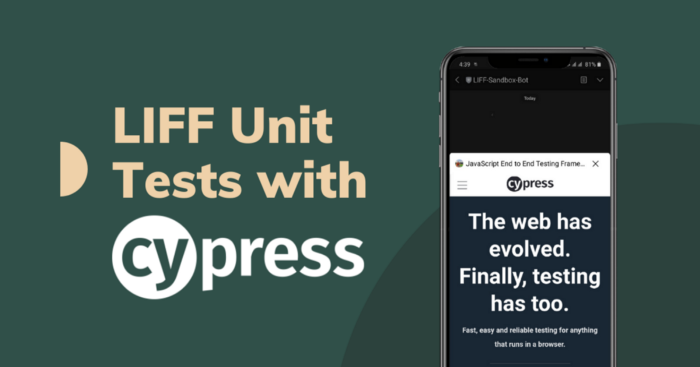 LIFF Unit
Tests with
cypress
4:39
81%
LIFF-Sandbox-Bot
Today
JavaScript End to End Testing Frame...
cypress
The web has
evolved.
Finally, testing
has too.
Fast, easy and reliable testing for anything
that runs in a browser.